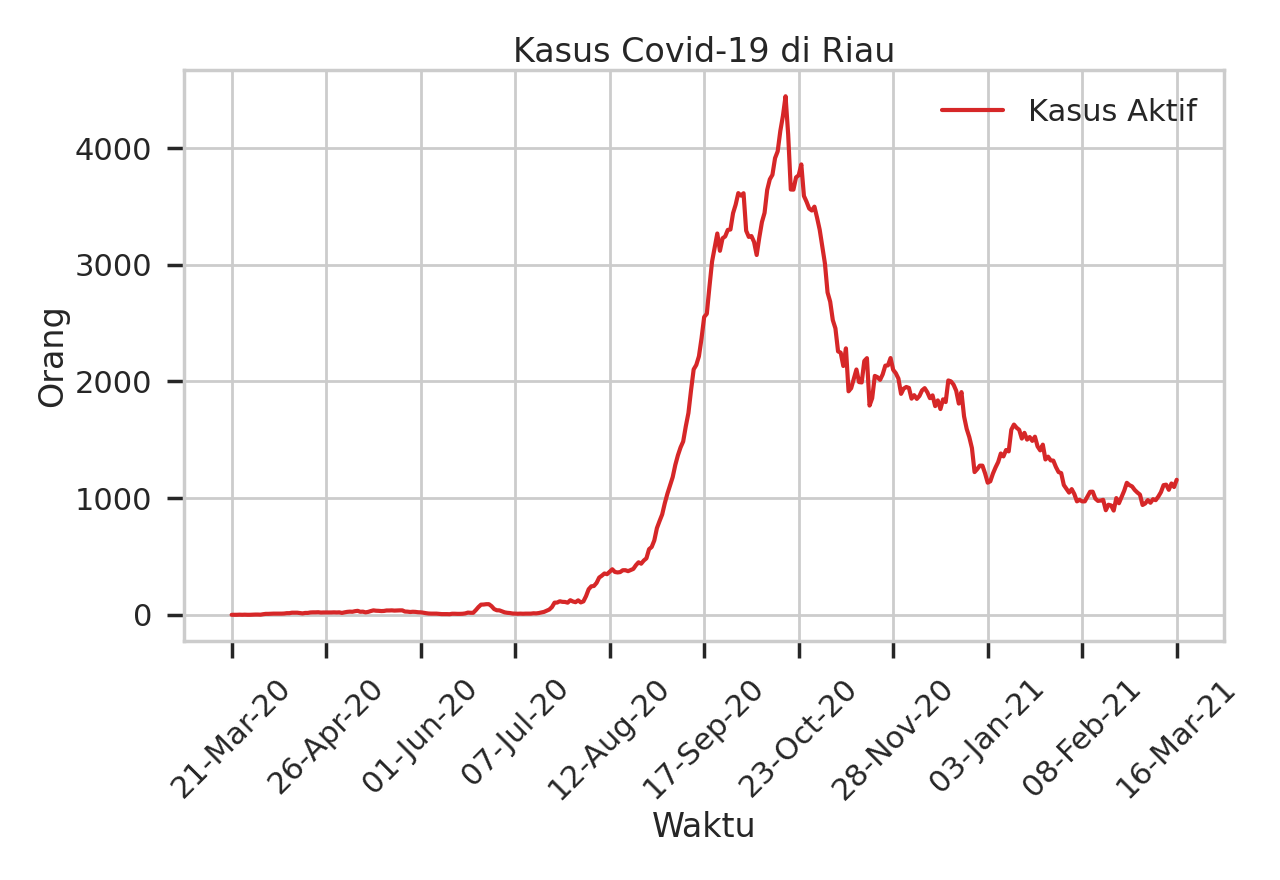 Kasus Covid-19 di Riau
Kasus Aktif
4000
3000
2000
1000
0
Orang
21-Mar-20
26-Apr-20
01-Jun-20
07-Jul-20
12-Aug-20
17-Sep-20
23-Oct-20
28-Nov-20
03-Jan-21
08-Feb-21
16-Mar-21
Waktu